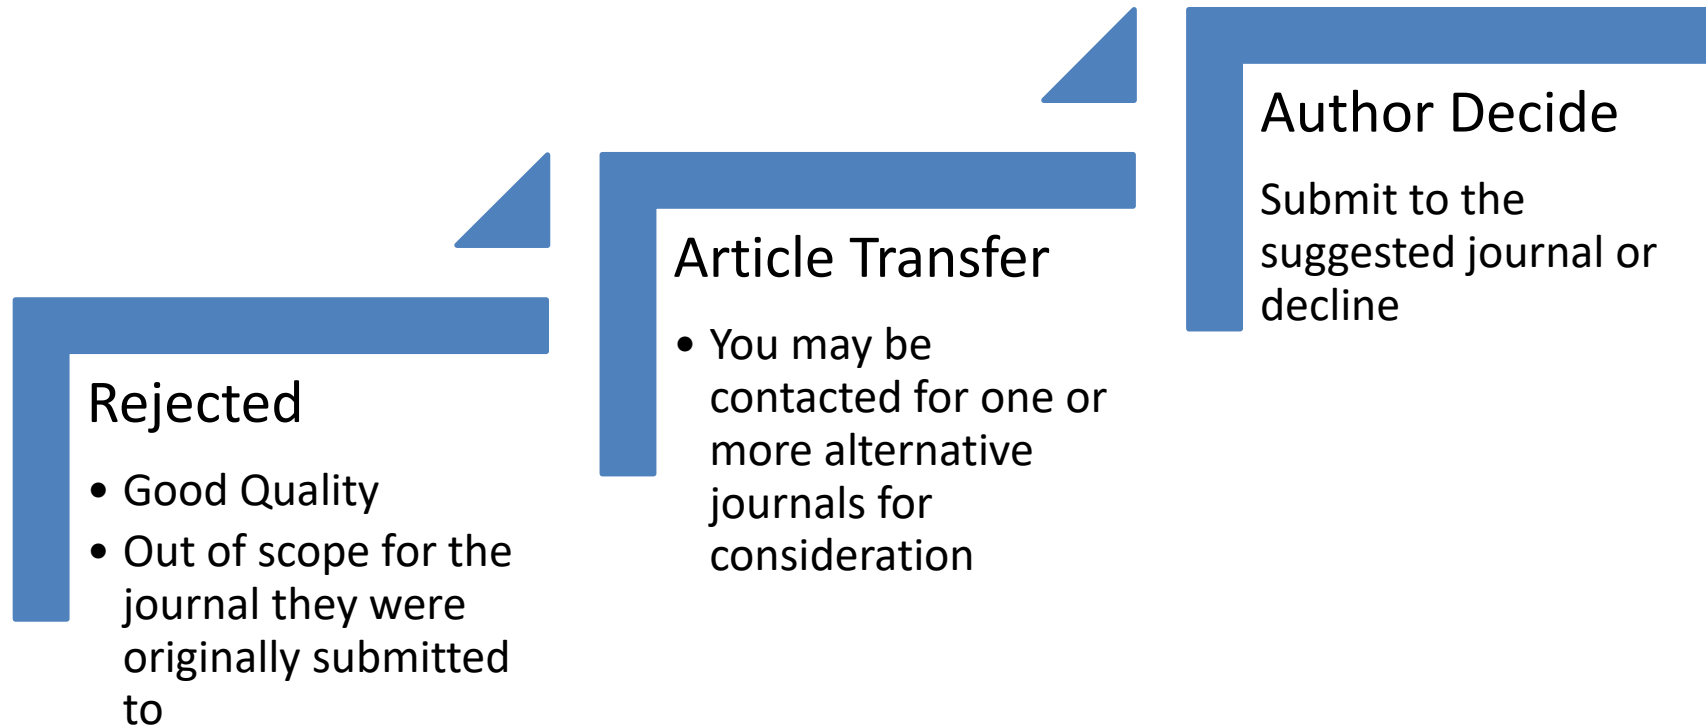 Rejected
• Good Quality
• Out of scope for the
journal they were
originally submitted
to
Article Transfer
• You may be
contacted for one or
more alternative
journals for
consideration
Author Decide
Submit to the
suggested journal or
decline